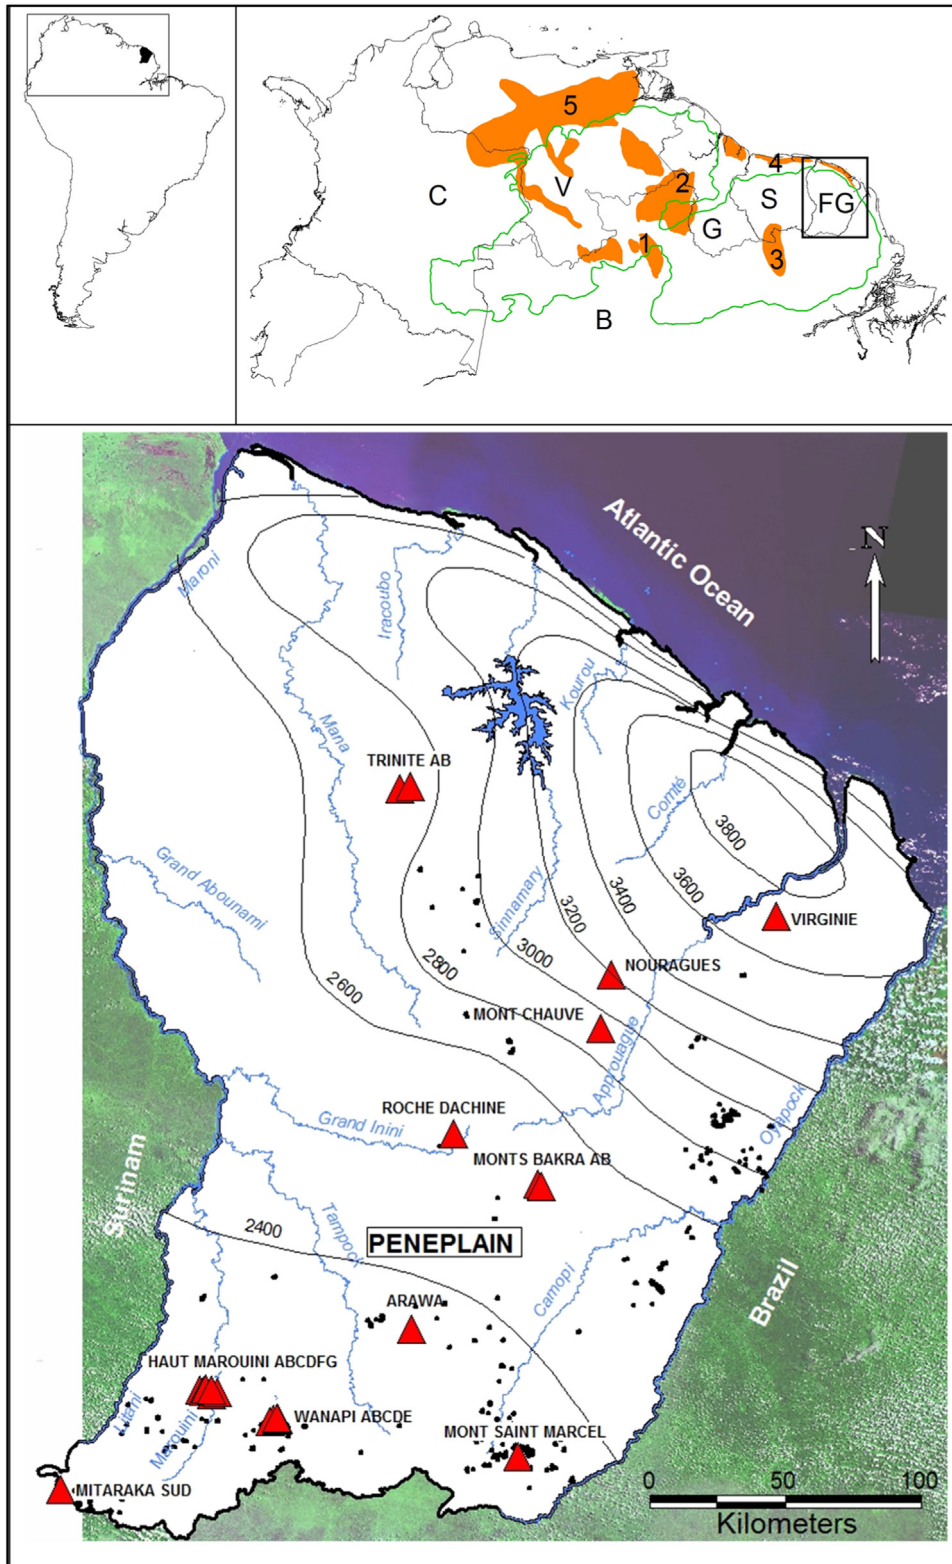 5
4
C
V
2
S
FG
G
1
3
B
Atlantic Ocean
N
Maroni
Iracoubo
Kourou
Mana
TRINITE AB
Comté
3800
Grand Abounami
Sinnamary
3600
3400
3200
VIRGINIE
3000
2800
NOURAGUES
2600
MONT CHAUVE
Approuague
ROCHE DACHINE
Grand Inini
Oyapock
MONTS BAKRA AB
Surinam
2400
Tampock
PENEPLAIN
Camopi
Brazil
ARAWA
HAUT MAROUINI ABCDFG
Litani
Marouini
WANAPI ABCDE
MONT SAINT MARCEL
MITARAKA SUD
0 50 100
Kilometers